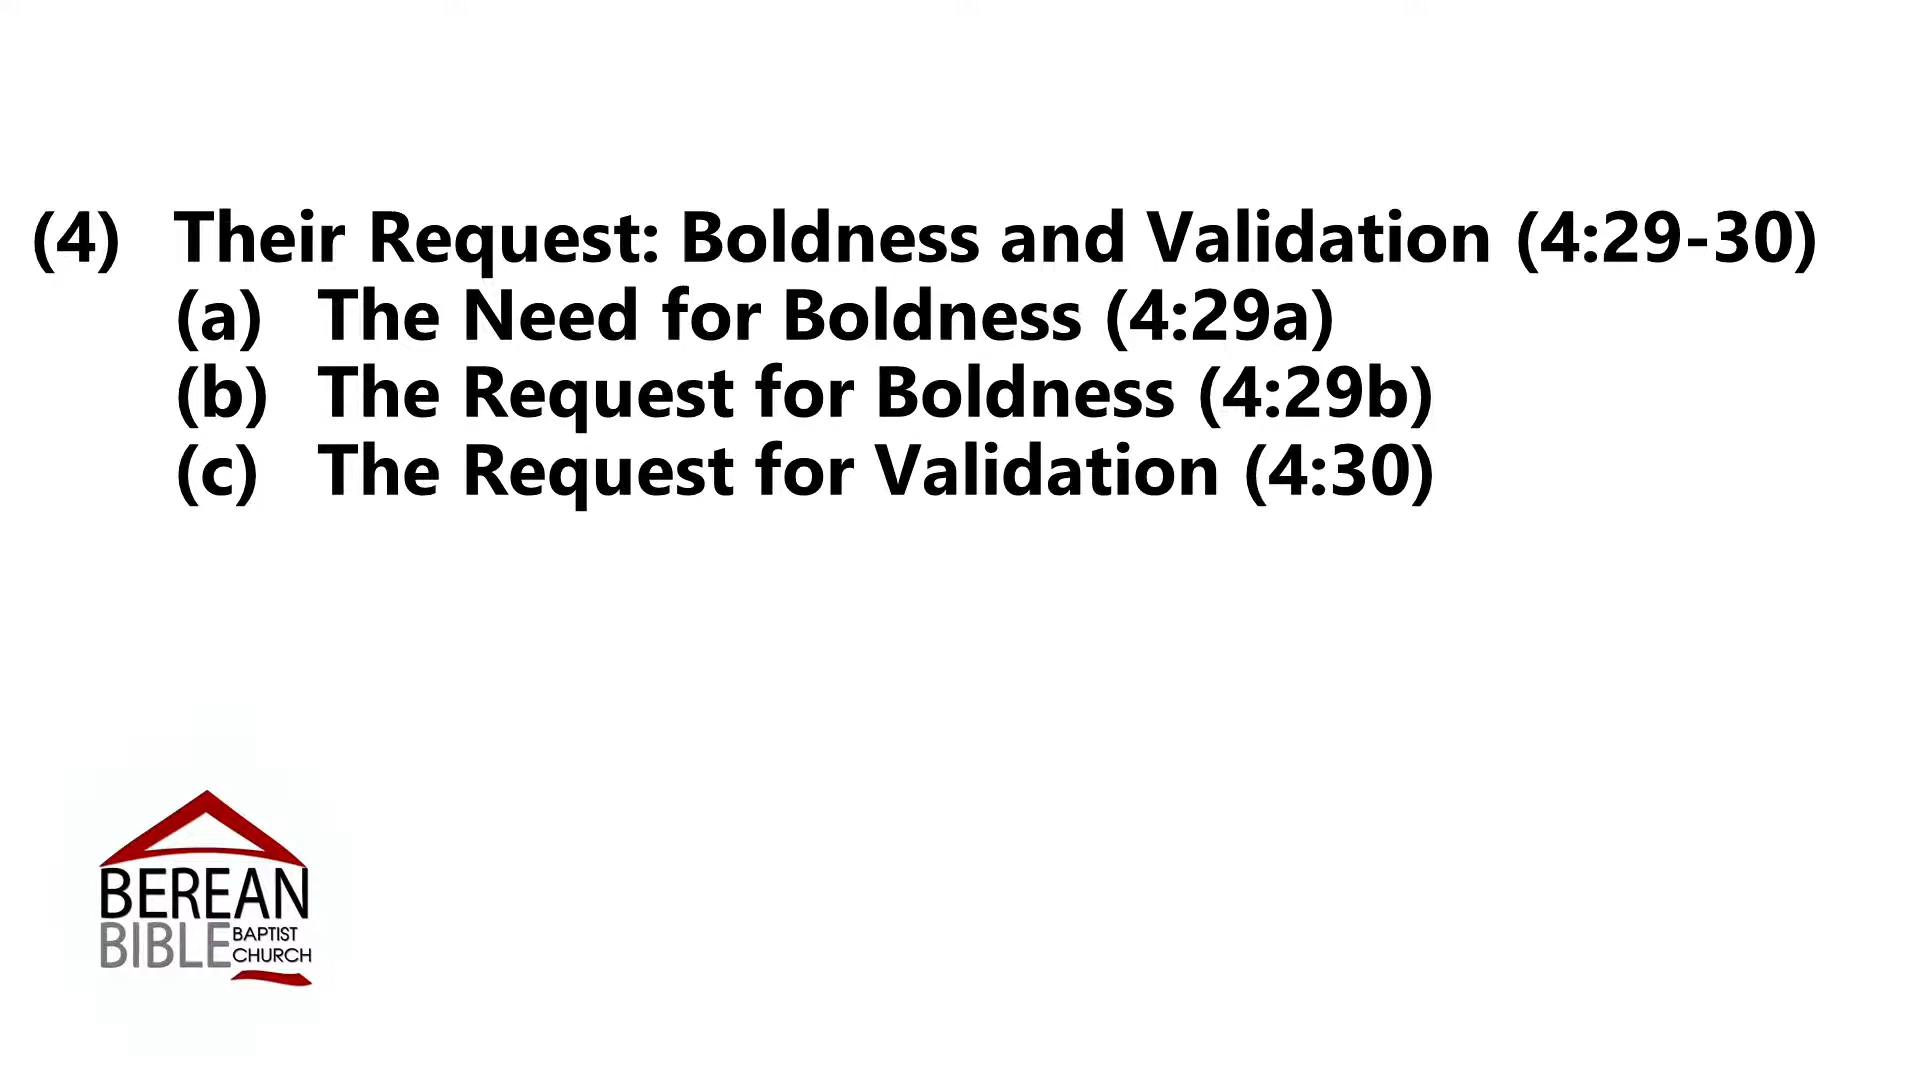 (4) Their Request: Boldness and Validation (4:29-30)
(a) The Need for Boldness (4:29a)
(b) The Request for Boldness (4:29b)
(c) The Request for Validation (4:30)
BEREAN
BIBLE BAPTIST
CHURCH